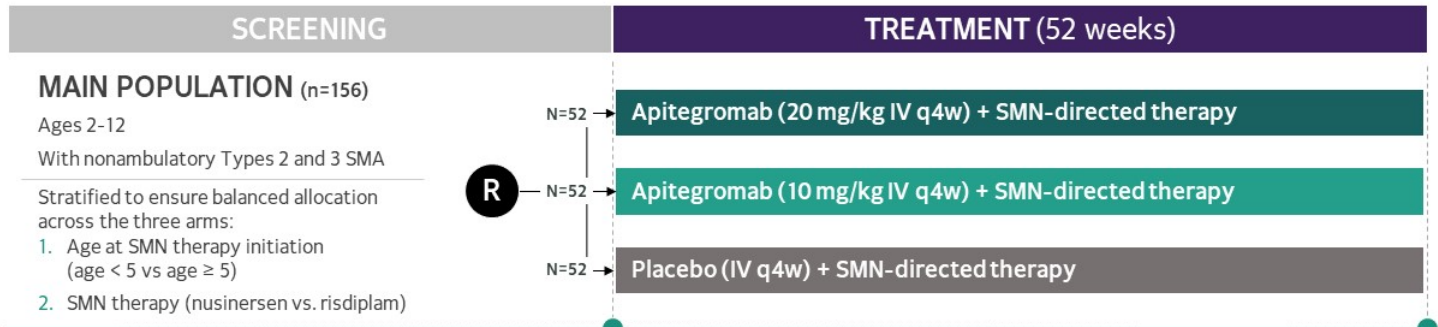 SCREENING
TREATMENT (52 weeks)
MAIN POPULATION (n=156)
Ages 2-12
With nonambulatory Types 2 and 3 SMA
Stratified to ensure balanced allocation
across the three arms:
1. Age at SMN therapy initiation
(age < 5 vs age ≥ 5)
2. SMN therapy (nusinersen vs. risdiplam)
R
N=52
Apitegromab (20 mg/kg IV q4w) + SMN-directed therapy
N=52
Apitegromab (10 mg/kg IV q4w) + SMN-directed therapy
N=52
Placebo (IV q4w) + SMN-directed therapy